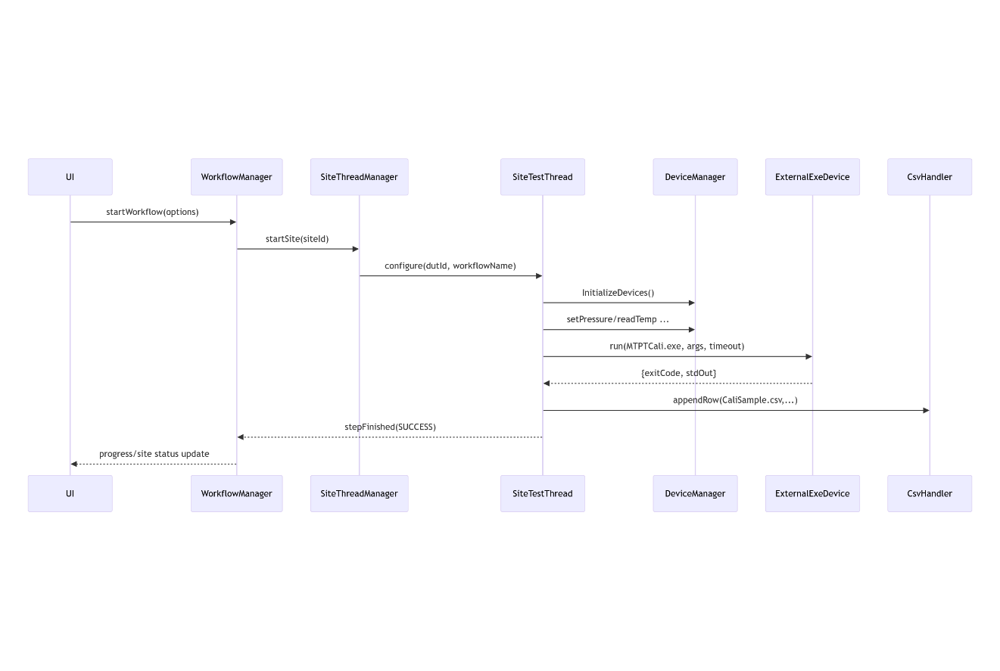 UI
WorkflowManager
SiteThreadManager
SiteTestThread
DeviceManager
ExternalExeDevice
CsvHandler
startWorkflow(options)
startSite(siteId)
configure(dutId, workflowName)
InitializeDevices()
setPressure/readTemp ...
run(MTPTCali.exe, args, timeout)
{exitCode, stdOut}
appendRow(CaliSample.csv,...)
stepFinished(SUCCESS)
progress/site status update
UI
WorkflowManager
SiteThreadManager
SiteTestThread
DeviceManager
ExternalExeDevice
CsvHandler